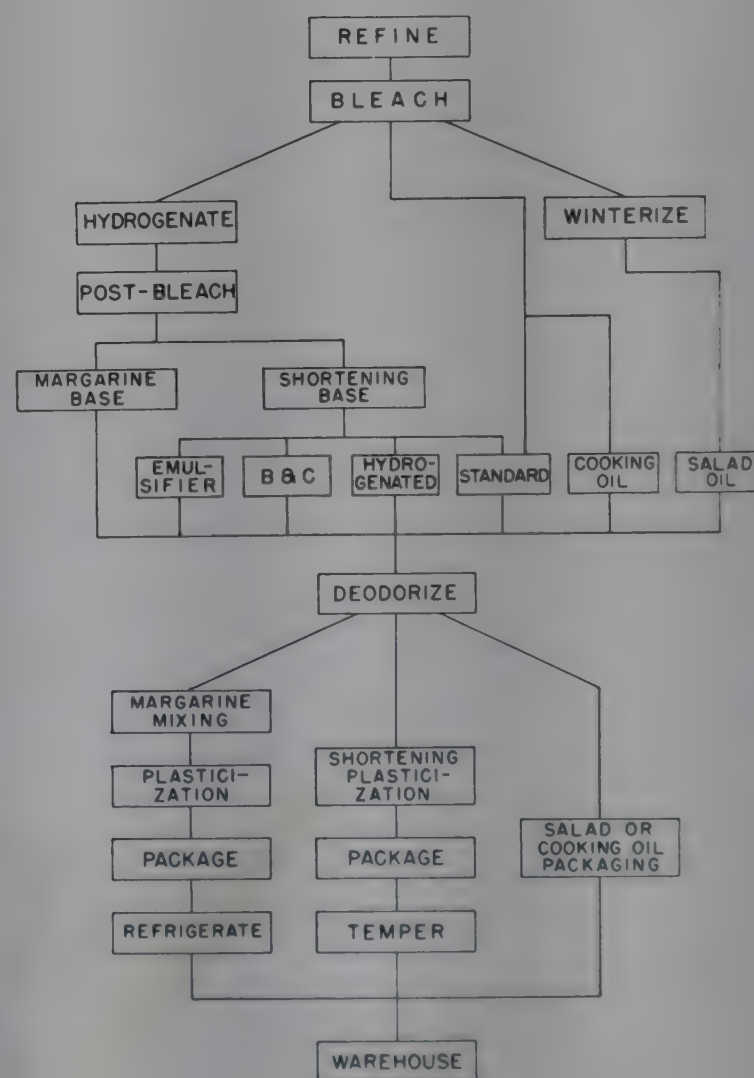 REFINE
BLEACH
HYDROGENATE
WINTERIZE
POST-BLEACH
MARGARINE
BASE
SHORTENING
BASE
EMUL-
SIFIER
B & C
HYDRO-
GENATED
STANDARD
COOKING
OIL
SALAD
OIL
DEODORIZE
MARGARINE
MIXING
PLASTICI-
ZATION
SHORTENING
PLASTICI-
ZATION
PACKAGE
PACKAGE
SALAD OR
COOKING OIL
PACKAGING
REFRIGERATE
TEMPER
WAREHOUSE